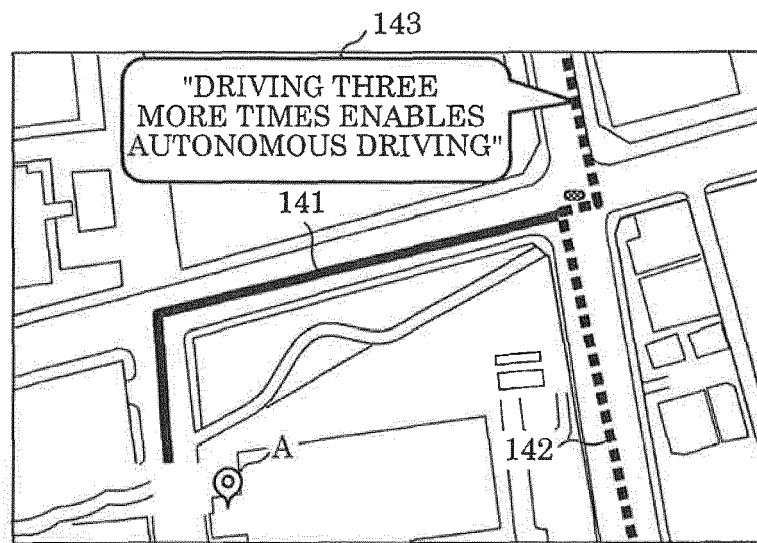 143
"DRIVING THREE
MORE TIMES ENABLES
AUTONOMOUS DRIVING"
141
142
A